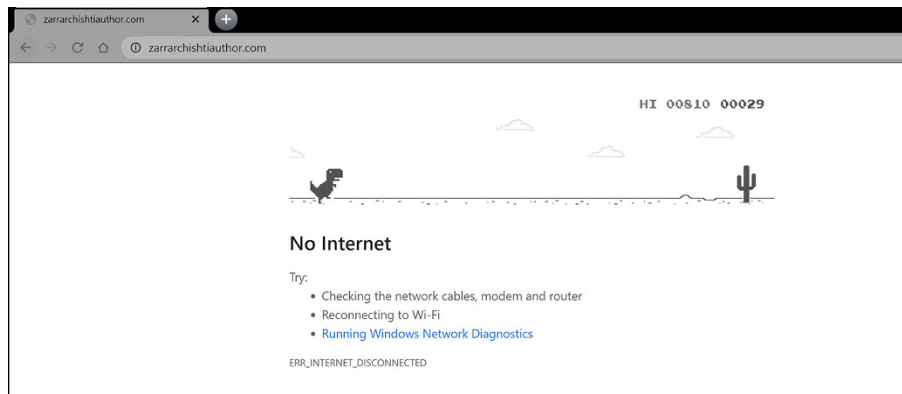 zarrarchishtiauthor.com
zarrarchishtiauthor.com
HI 00810 00029
No Internet
Try:
• Checking the network cables, modem and router
• Reconnecting to Wi-Fi
• Running Windows Network Diagnostics
ERR_INTERNET_DISCONNECTED